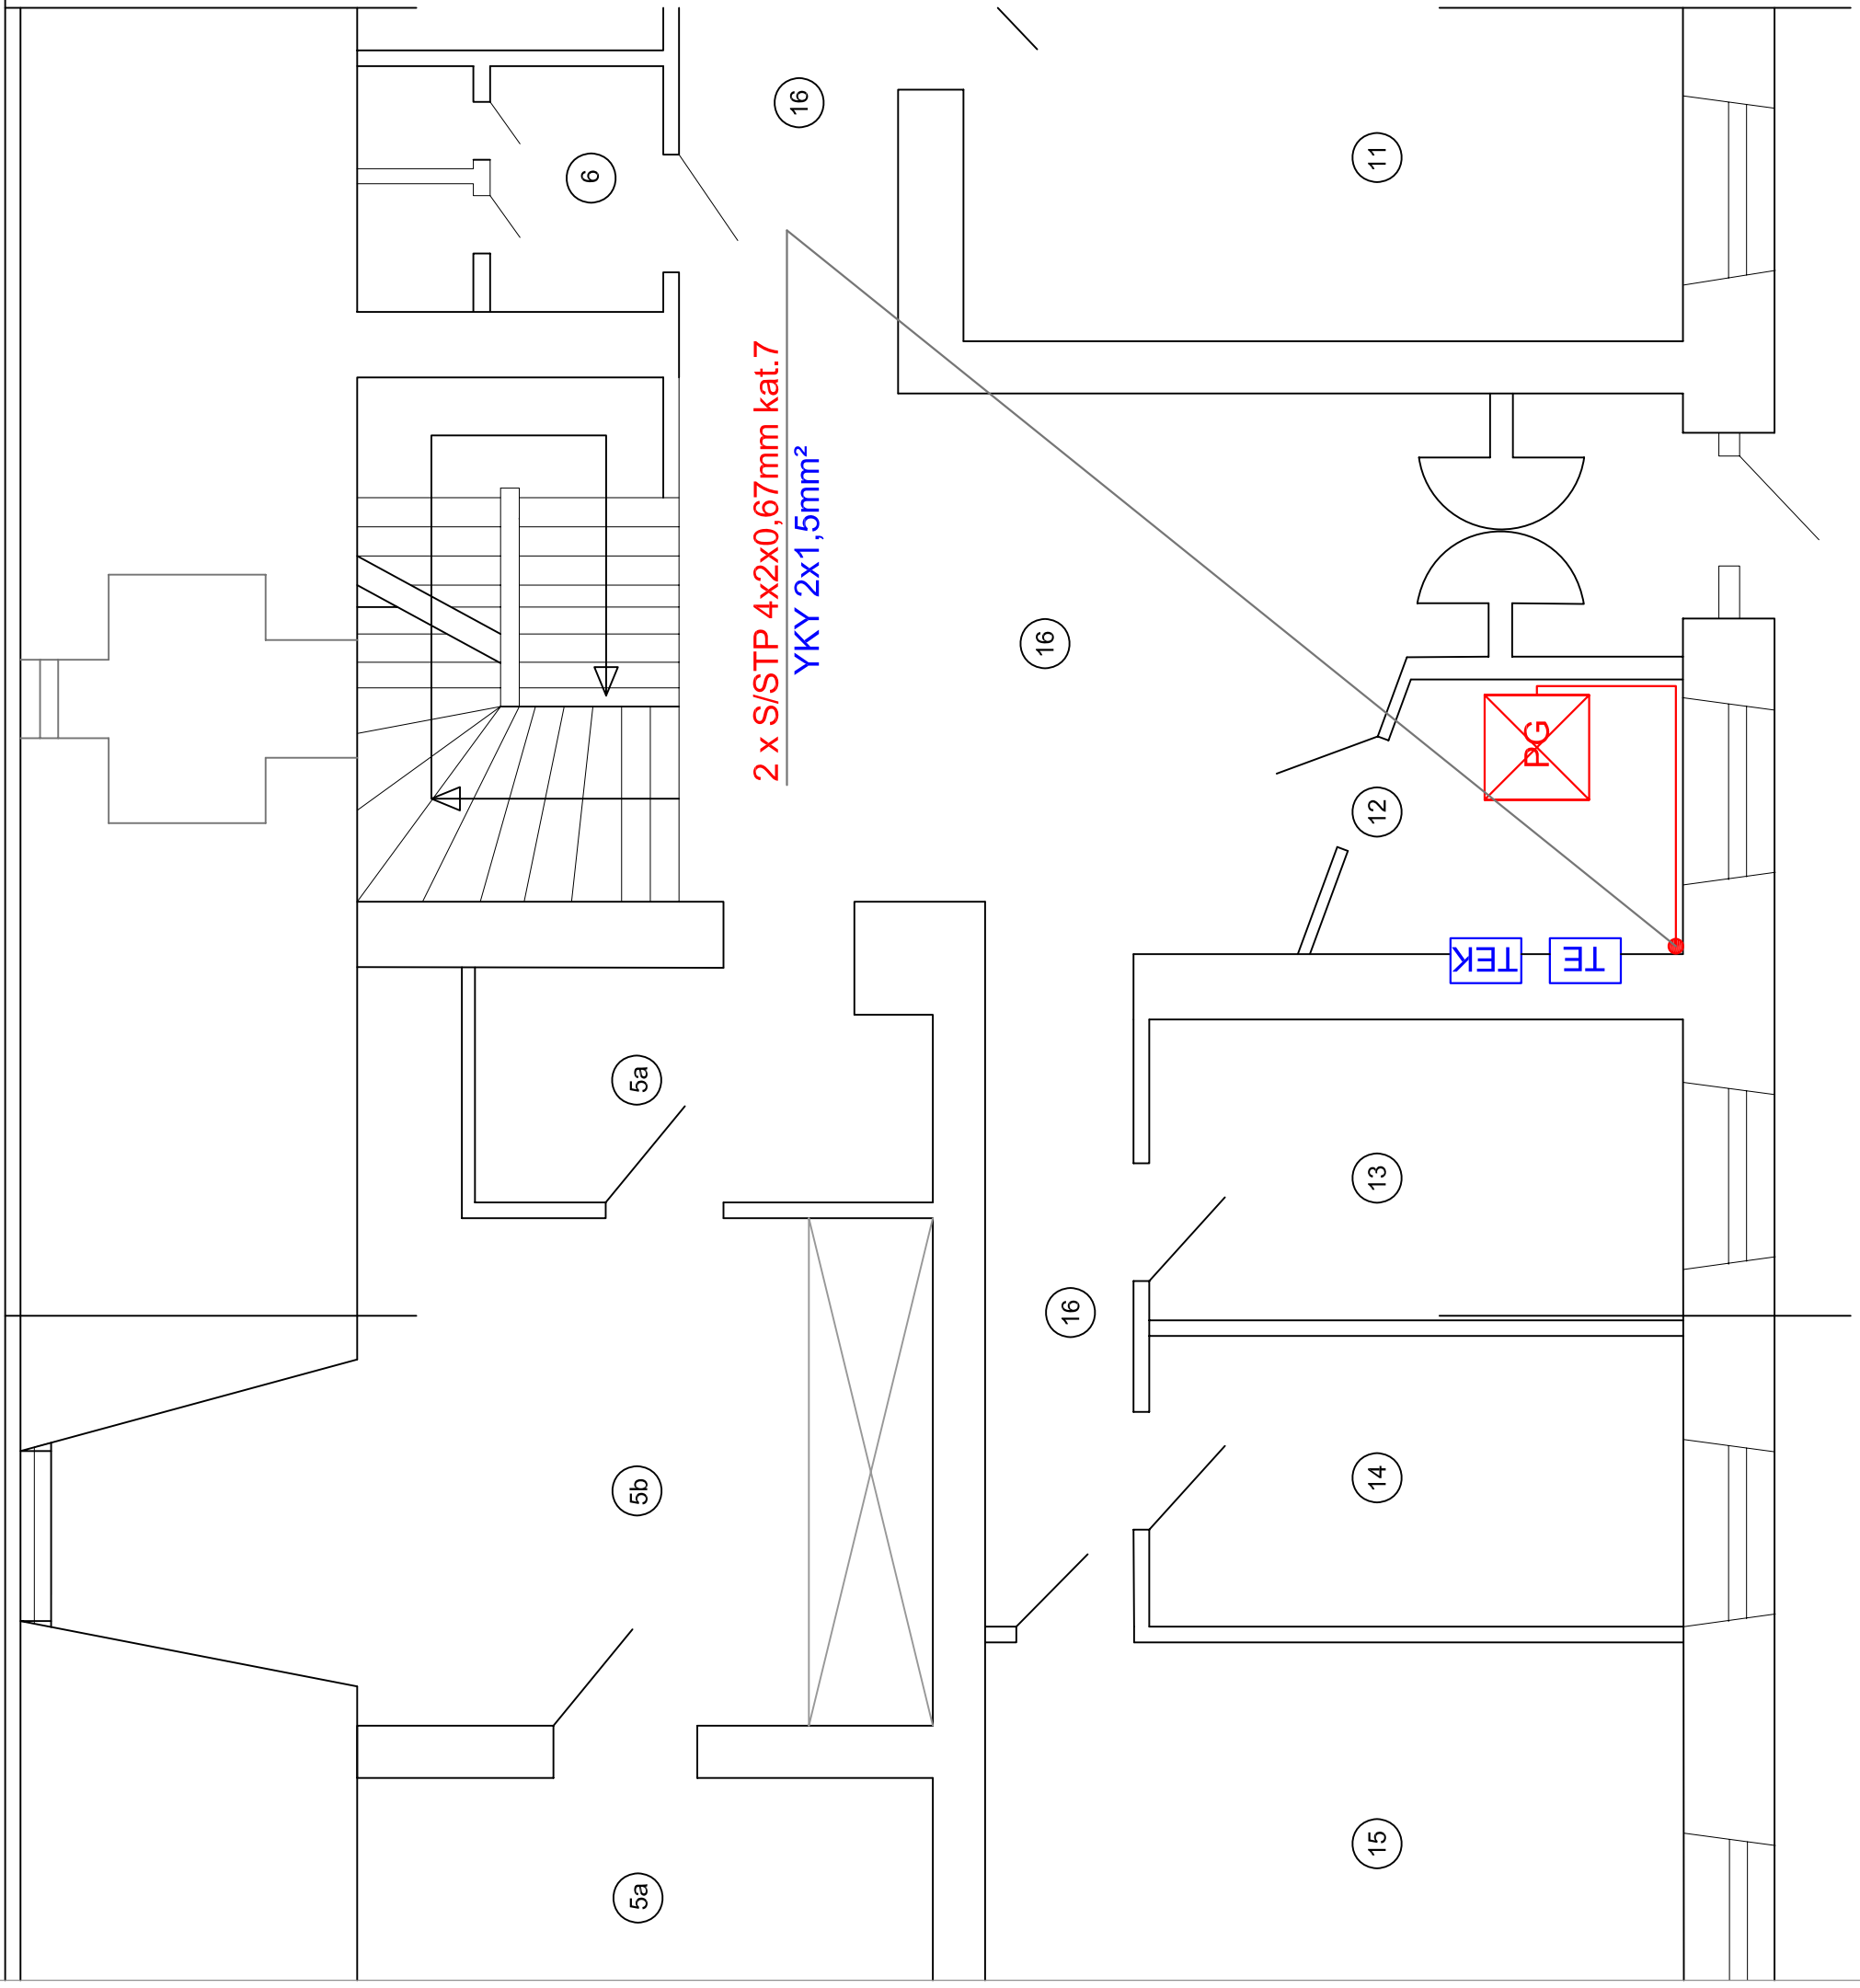 16
6
11
2 x S/STP 4x2x0,67mm kat.7
YKY 2x1,5mm²
16
PG
12
TEK
TE
5a
13
16
5b
14
15
5a